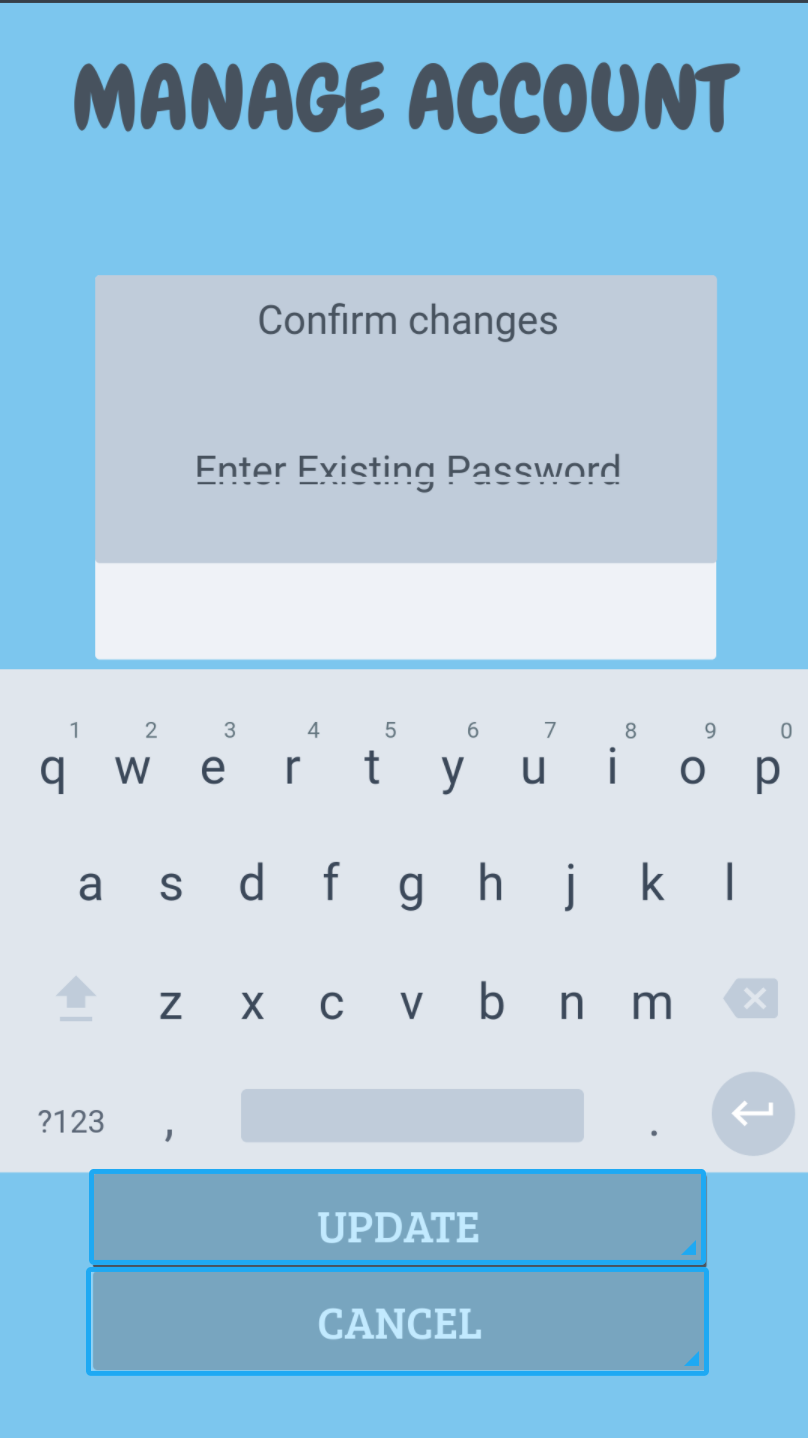 MANAGE ACCOUNT
Confirm changes
Enter Existing Password
1 2 3 4 5 6 7 8 9 0
q w e r t y u i o p
a s d f g h j k l
z x c v b n m
?123 , .
UPDATE
CANCEL